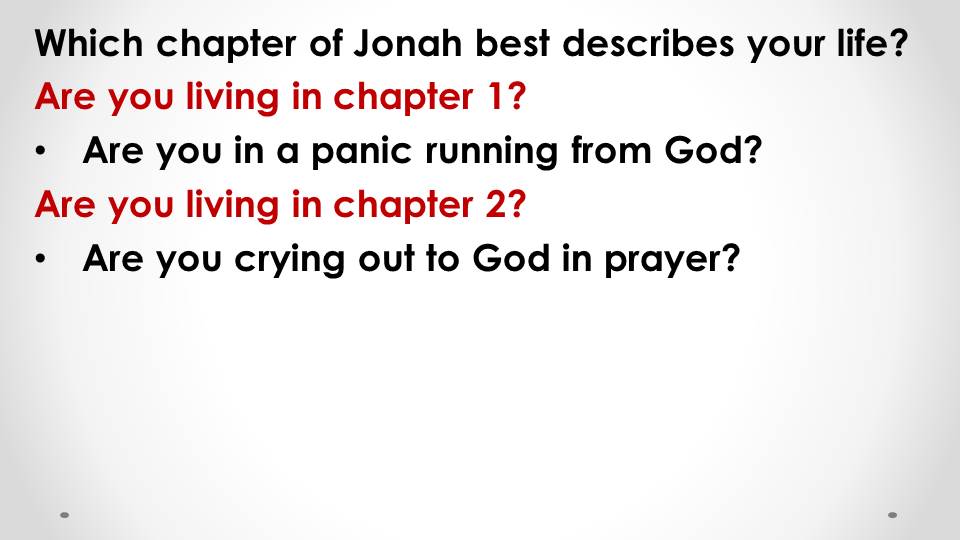 Which chapter of Jonah best describes your life?
Are you living in chapter 1?
• Are you in a panic running from God?
Are you living in chapter 2?
• Are you crying out to God in prayer?